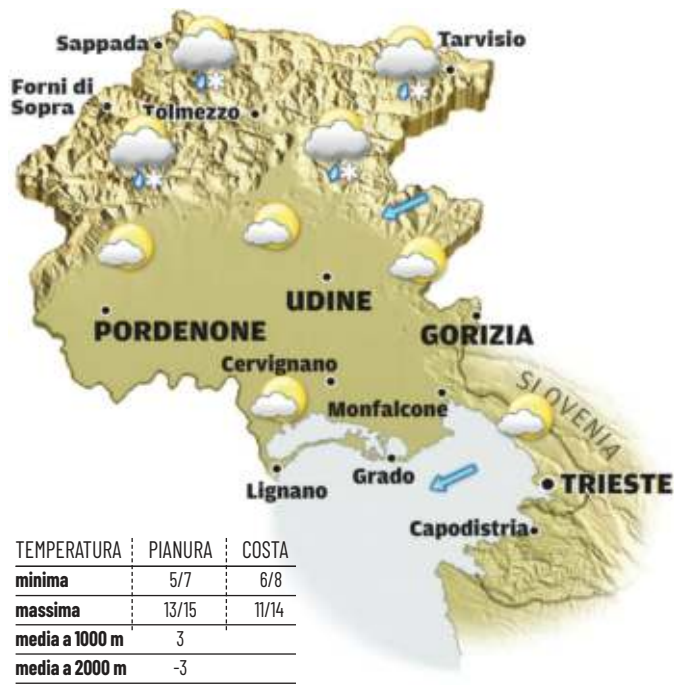 Sappada
Tarvisio
Forni di
Sopra
Tolmezzo
UDINE
PORDENONE
GORIZIA
Cervignano
SLOVENIA
Monfalcone
Grado
Lignano
TRIESTE
Capodistria
TEMPERATURA PIANURA COSTA
minima 5/7 6/8
massima 13/15 11/14
media a 1000 m 3
media a 2000 m -3